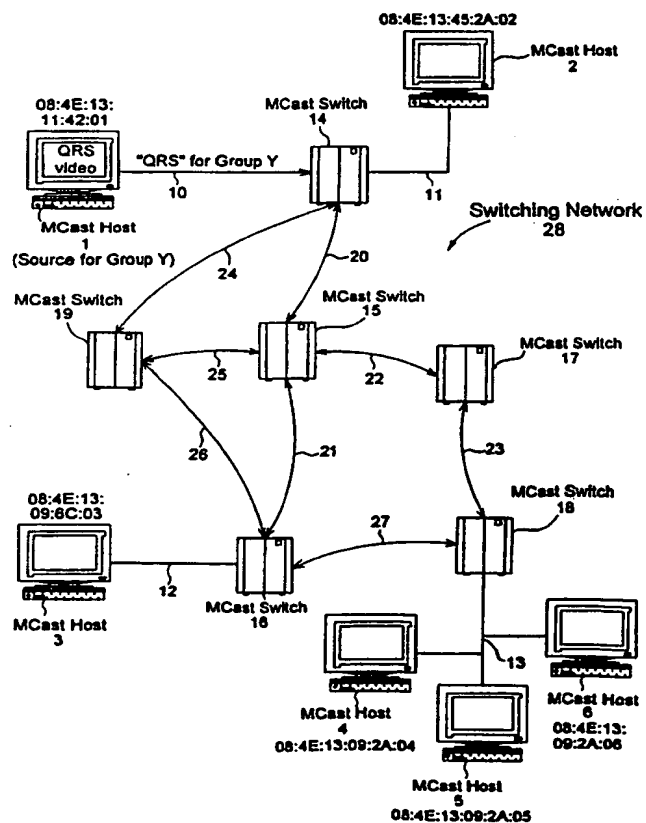 08:4E:13:45:2A:02
MCast Host
2
MCast Switch
14
08:4E:13:
11:42:01
QRS
video
"QRS" for Group Y
10
11
MCast Host
1
(Source for Group Y)
Switching Network
28
24
20
MCast Switch
19
MCast Switch
15
25
22
MCast Switch
17
26
21
23
08:4E:13:
09:6C:03
MCast Switch
18
27
12
MCast Host
3
MCast Switch
16
13
MCast Host
4
08:4E:13:09:2A:04
MCast Host
6
08:4E:13:
09:2A:06
MCast Host
5
08:4E:13:09:2A:05